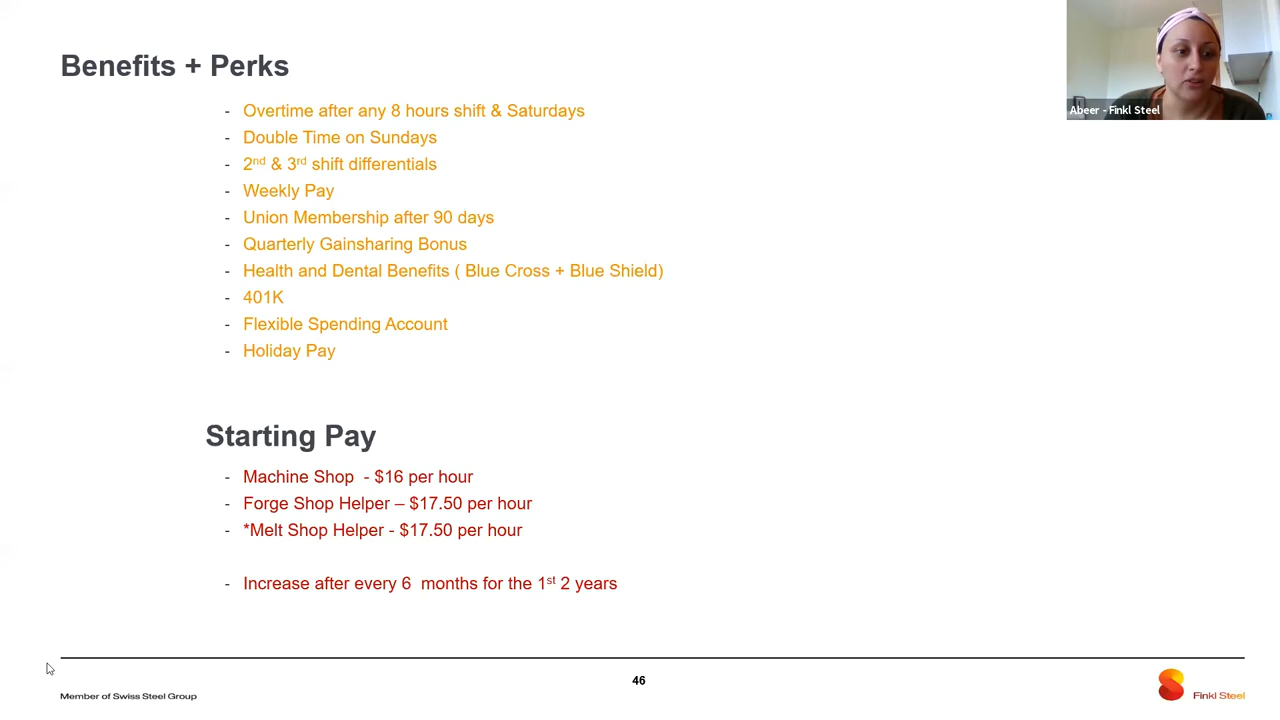 Benefits + Perks
Abeer - Finkl Steel
- Overtime after any 8 hours shift & Saturdays
- Double Time on Sundays
- 2nd & 3rd shift differentials
- Weekly Pay
- Union Membership after 90 days
- Quarterly Gainsharing Bonus
- Health and Dental Benefits ( Blue Cross + Blue Shield)
- 401K
- Flexible Spending Account
- Holiday Pay
Starting Pay
- Machine Shop - $16 per hour
- Forge Shop Helper – $17.50 per hour
- *Melt Shop Helper - $17.50 per hour
- Increase after every 6 months for the 1st 2 years
46
Member of Swiss Steel Group
Finkl Steel